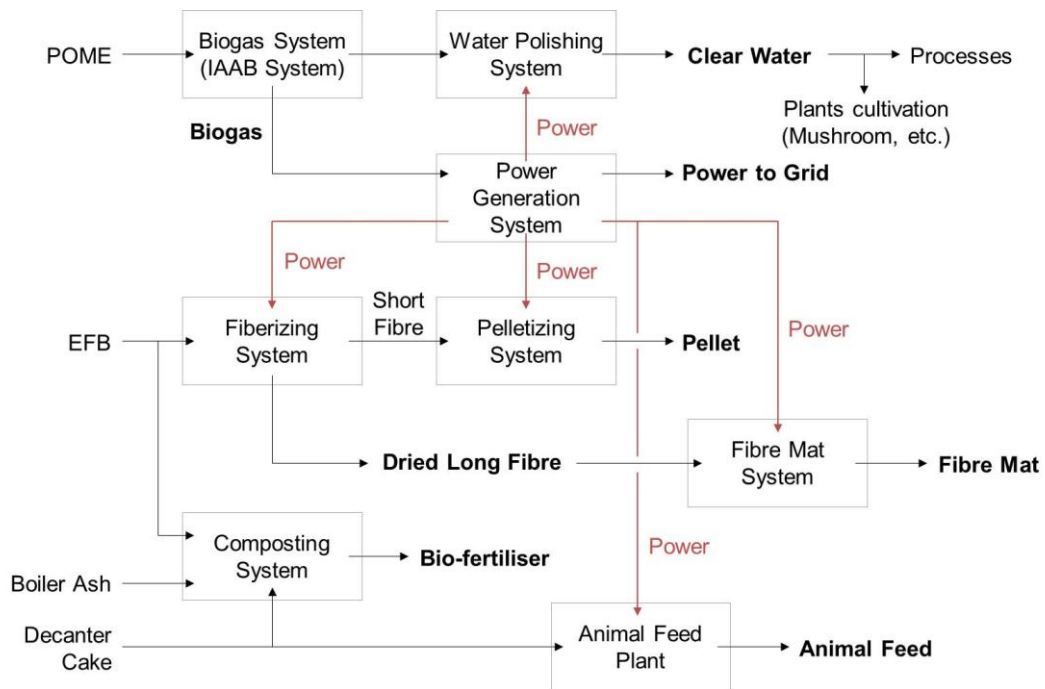 POME
Biogas System
(IAAB System)
Water Polishing
System
Clear Water
Processes
Plants cultivation
(Mushroom, etc.)
Biogas
Power
Power
Generation
System
Power to Grid
Power
Power
Power
EFB
Fiberizing
System
Short
Fibre
Pelletizing
System
Pellet
Dried Long Fibre
Fibre Mat
System
Fibre Mat
Composting
System
Bio-fertiliser
Power
Boiler Ash
Decanter
Cake
Animal Feed
Plant
Animal Feed